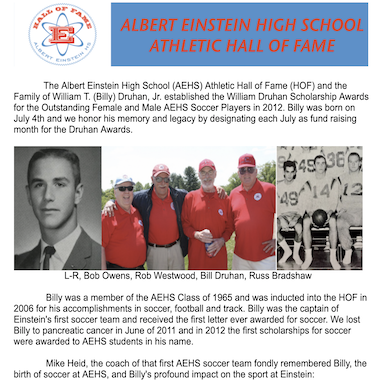 HALL OF FAME
E
ALBERT EINSTEIN HS
ALBERT EINSTEIN HIGH SCHOOL
ATHLETIC HALL OF FAME
The Albert Einstein High School (AEHS) Athletic Hall of Fame (HOF) and the
Family of William T. (Billy) Druhan, Jr. established the William Druhan Scholarship Awards
for the Outstanding Female and Male AEHS Soccer Players in 2012. Billy was born on
July 4th and we honor his memory and legacy by designating each July as fund raising
month for the Druhan Awards.
45 36
49 14 12
L-R, Bob Owens, Rob Westwood, Bill Druhan, Russ Bradshaw
Billy was a member of the AEHS Class of 1965 and was inducted into the HOF in
2006 for his accomplishments in soccer, football and track. Billy was the captain of
Einstein's first soccer team and received the first letter ever awarded for soccer. We lost
Billy to pancreatic cancer in June of 2011 and in 2012 the first scholarships for soccer
were awarded to AEHS students in his name.
Mike Heid, the coach of that first AEHS soccer team fondly remembered Billy, the
birth of soccer at AEHS, and Billy's profound impact on the sport at Einstein: